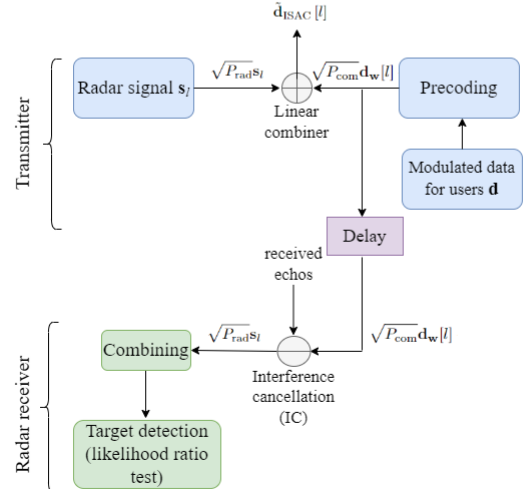 d̃_ISAC[l]
√P_rad s_l
√P_com d_w[l]
Radar signal s_l
Precoding
Linear
combiner
Transmitter
Modulated data
for users d
Delay
received
echos
√P_rad s_l
√P_com d_w[l]
Combining
Interference
cancellation
(IC)
Radar receiver
Target detection
(likelihood ratio
test)